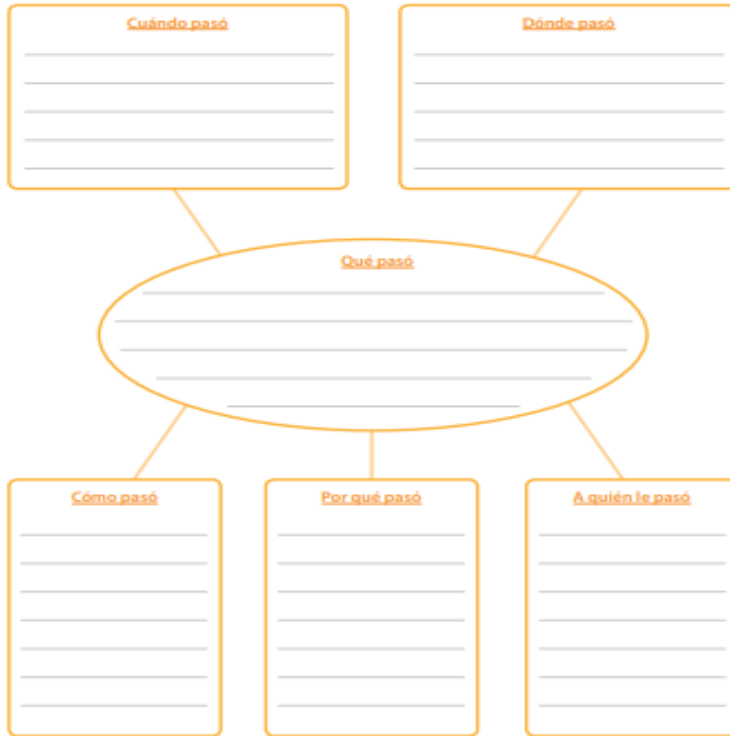 Cuándo pasó
Dónde pasó
Qué pasó
Cómo pasó
Por qué pasó
A quién le pasó